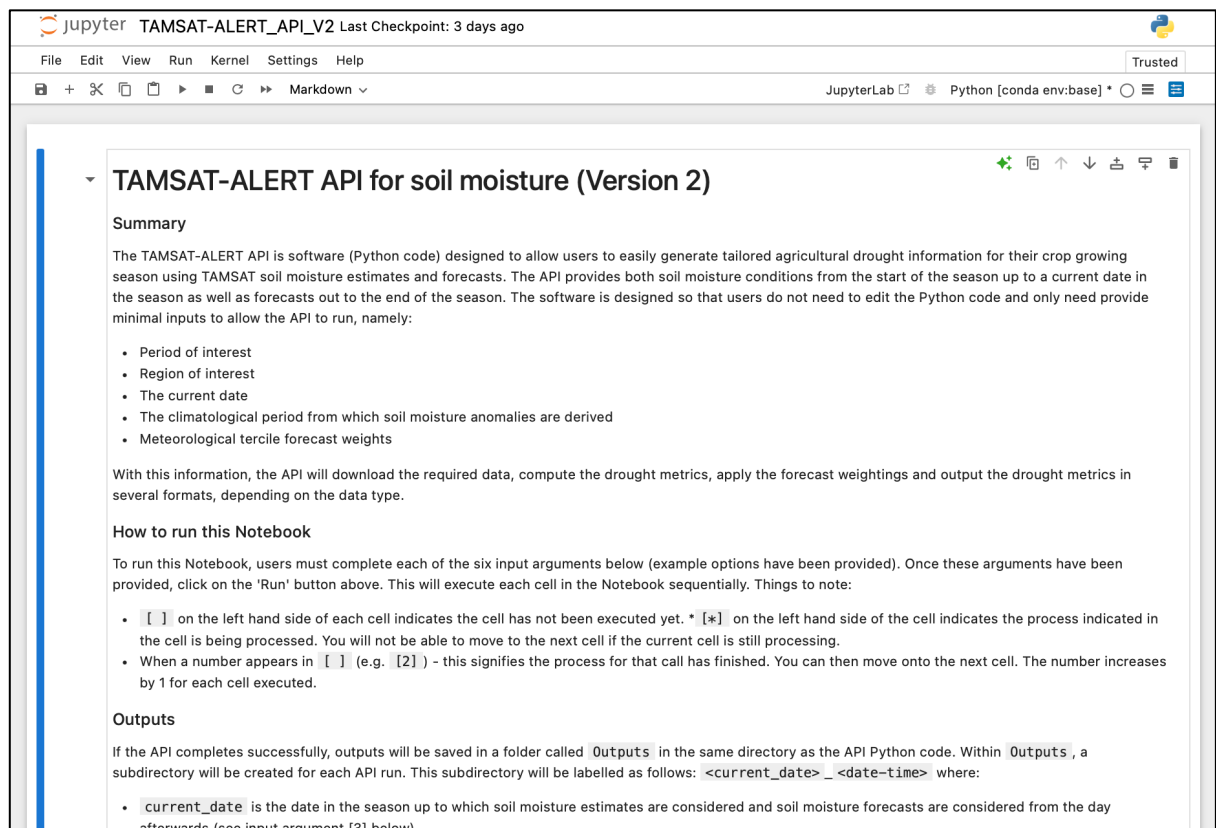 jupyter TAMSAT-ALERT_API_V2 Last Checkpoint: 3 days ago
File Edit View Run Kernel Settings Help
Trusted
Markdown
JupyterLab
Python [conda env:base] *
TAMSAT-ALERT API for soil moisture (Version 2)
Summary
The TAMSAT-ALERT API is software (Python code) designed to allow users to easily generate tailored agricultural drought information for their crop growing
season using TAMSAT soil moisture estimates and forecasts. The API provides both soil moisture conditions from the start of the season up to a current date in
the season as well as forecasts out to the end of the season. The software is designed so that users do not need to edit the Python code and only need provide
minimal inputs to allow the API to run, namely:
• Period of interest
• Region of interest
• The current date
• The climatological period from which soil moisture anomalies are derived
• Meteorological tercile forecast weights
With this information, the API will download the required data, compute the drought metrics, apply the forecast weightings and output the drought metrics in
several formats, depending on the data type.
How to run this Notebook
To run this Notebook, users must complete each of the six input arguments below (example options have been provided). Once these arguments have been
provided, click on the 'Run' button above. This will execute each cell in the Notebook sequentially. Things to note:
• [ ] on the left hand side of each cell indicates the cell has not been executed yet. * [*] on the left hand side of the cell indicates the process indicated in
the cell is being processed. You will not be able to move to the next cell if the current cell is still processing.
• When a number appears in [ ] (e.g. [2] ) - this signifies the process for that call has finished. You can then move onto the next cell. The number increases
by 1 for each cell executed.
Outputs
If the API completes successfully, outputs will be saved in a folder called Outputs in the same directory as the API Python code. Within Outputs , a
subdirectory will be created for each API run. This subdirectory will be labelled as follows: <current_date> _ <date-time> where:
• current_date is the date in the season up to which soil moisture estimates are considered and soil moisture forecasts are considered from the day
afterwards (see input argument [3] below)